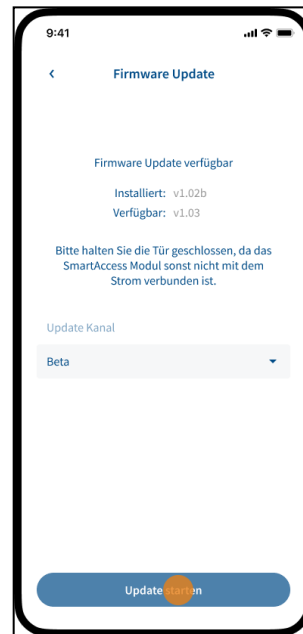 9:41
Firmware Update
Firmware Update verfügbar
Installiert: v1.02b
Verfügbar: v1.03
Bitte halten Sie die Tür geschlossen, da das
SmartAccess Modul sonst nicht mit dem
Strom verbunden ist.
Update Kanal
Beta
Update starten